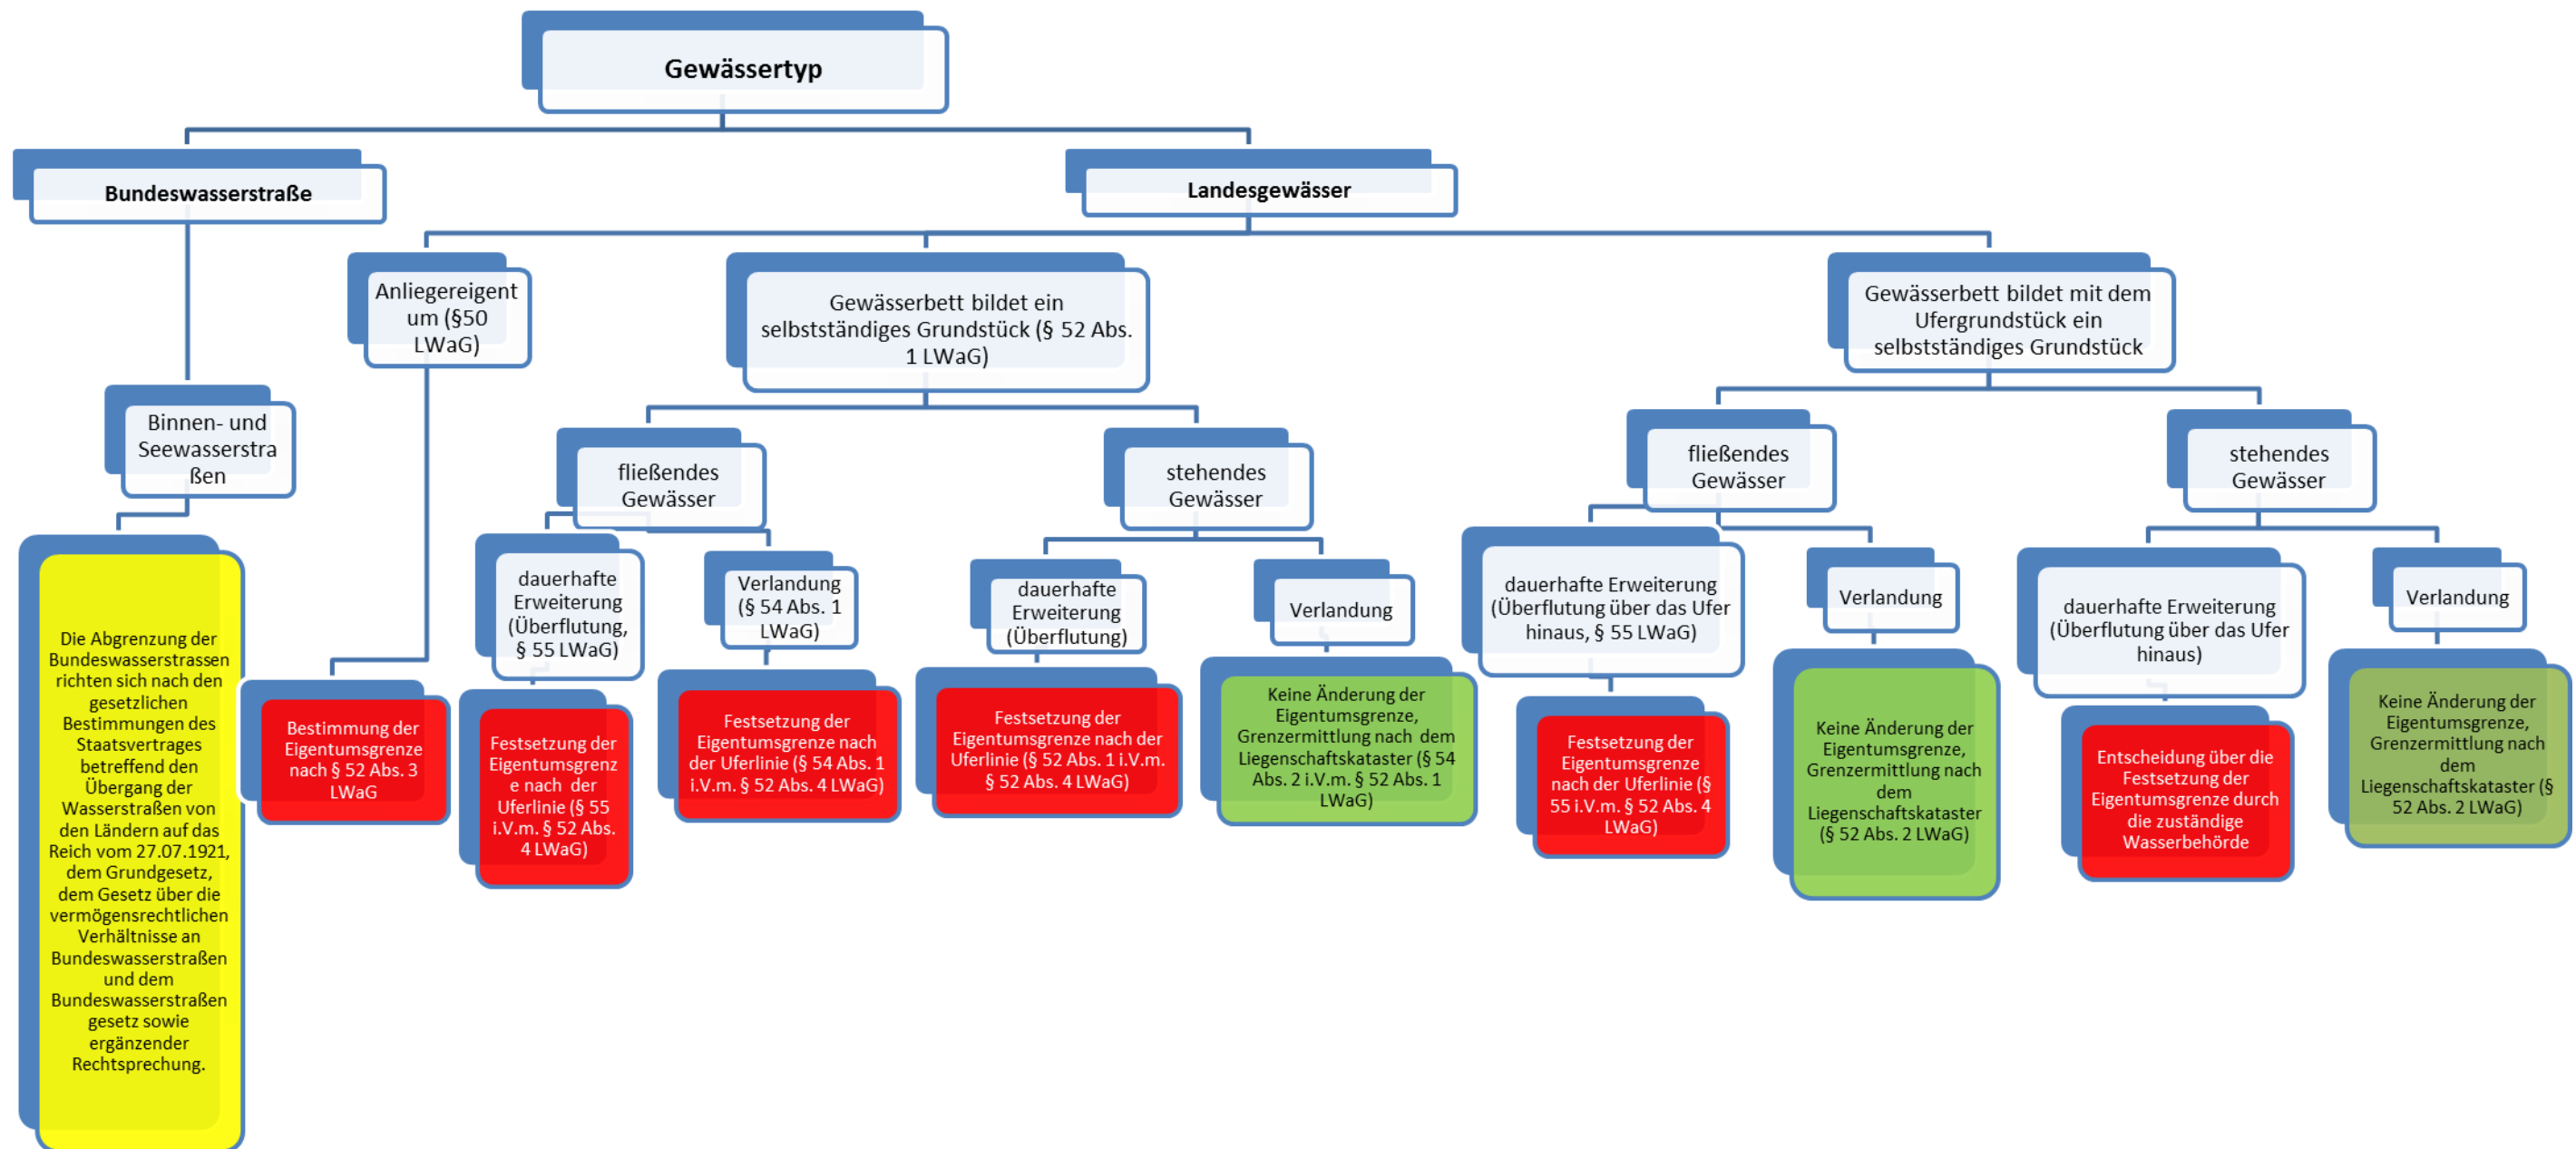 Gewässertyp
Bundeswasserstraße
Landesgewässer
Anliegereigent
um (§50
LWaG)
Gewässerbett bildet ein
selbstständiges Grundstück (§ 52 Abs.
1 LWaG)
Gewässerbett bildet mit dem
Ufergrundstück ein
selbstständiges Grundstück
Binnen- und
Seewasserstra
ßen
fließendes
Gewässer
stehendes
Gewässer
fließendes
Gewässer
stehendes
Gewässer
dauerhafte
Erweiterung
(Überflutung,
§ 55 LWaG)
Verlandung
(§ 54 Abs. 1
LWaG)
dauerhafte
Erweiterung
(Überflutung)
Verlandung
dauerhafte Erweiterung
(Überflutung über das Ufer
hinaus, § 55 LWaG)
Verlandung
dauerhafte Erweiterung
(Überflutung über das Ufer
hinaus)
Verlandung
Die Abgrenzung der
Bundeswasserstrassen
richten sich nach den
gesetzlichen
Bestimmungen des
Staatsvertrages
betreffend den
Übergang der
Wasserstraßen von
den Ländern auf das
Reich vom 27.07.1921,
dem Grundgesetz,
dem Gesetz über die
vermögensrechtlichen
Verhältnisse an
Bundeswasserstraßen
und dem
Bundeswasserstraßen
gesetz sowie
ergänzender
Rechtsprechung.
Bestimmung der
Eigentumsgrenze
nach § 52 Abs. 3
LWaG
Festsetzung der
Eigentumsgrenz
e nach der
Uferlinie (§ 55
i.V.m. § 52 Abs.
4 LWaG)
Festsetzung der
Eigentumsgrenze nach
der Uferlinie (§ 54 Abs. 1
i.V.m. § 52 Abs. 4 LWaG)
Festsetzung der
Eigentumsgrenze nach der
Uferlinie (§ 52 Abs. 1 i.V.m.
§ 52 Abs. 4 LWaG)
Keine Änderung der
Eigentumsgrenze,
Grenzermittlung nach dem
Liegenschaftskataster (§ 54
Abs. 2 i.V.m. § 52 Abs. 1
LWaG)
Festsetzung der
Eigentumsgrenze
nach der Uferlinie (§
55 i.V.m. § 52 Abs. 4
LWaG)
Keine Änderung der
Eigentumsgrenze,
Grenzermittlung nach
dem
Liegenschaftskataster
(§ 52 Abs. 2 LWaG)
Entscheidung über die
Festsetzung der
Eigentumsgrenze durch
die zuständige
Wasserbehörde
Keine Änderung der
Eigentumsgrenze,
Grenzermittlung nach
dem
Liegenschaftskataster (§
52 Abs. 2 LWaG)